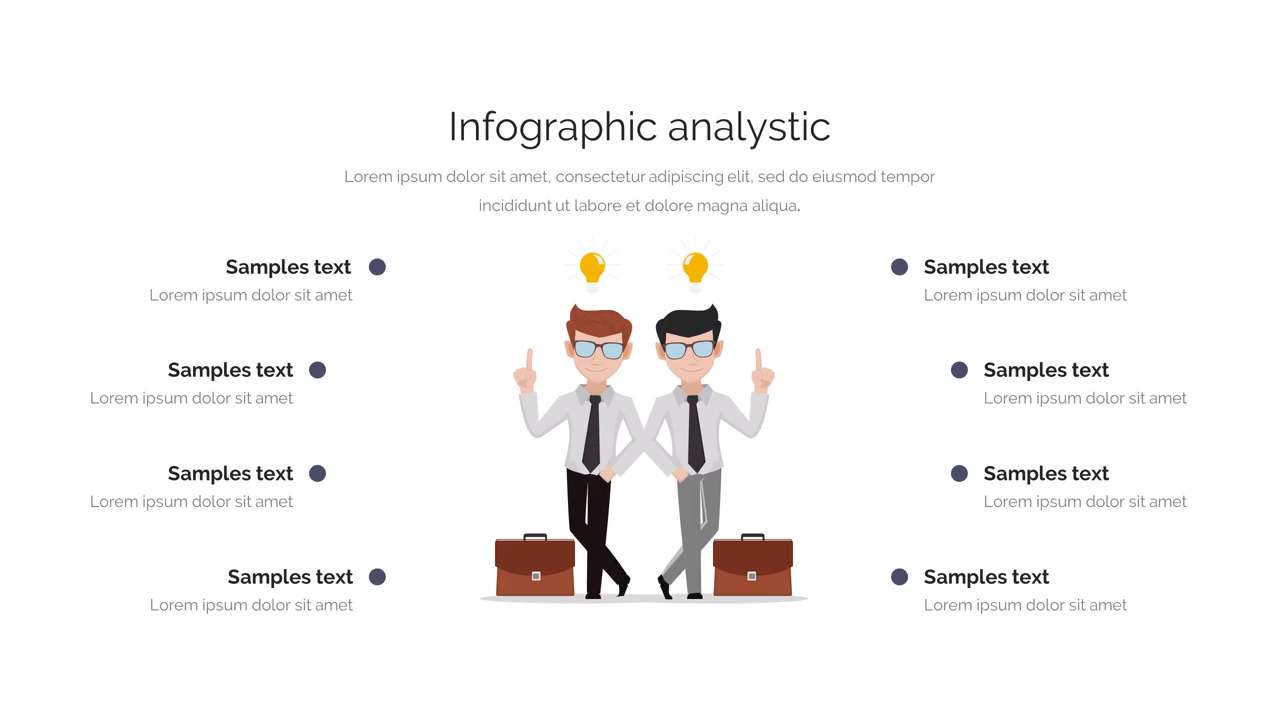 Infographic analystic
Lorem ipsum dolor sit amet, consectetur adipiscing elit, sed do eiusmod tempor
incididunt ut labore et dolore magna aliqua.
Samples text
Lorem ipsum dolor sit amet
Samples text
Lorem ipsum dolor sit amet
Samples text
Lorem ipsum dolor sit amet
Samples text
Lorem ipsum dolor sit amet
Samples text
Lorem ipsum dolor sit amet
Samples text
Lorem ipsum dolor sit amet
Samples text
Lorem ipsum dolor sit amet
Samples text
Lorem ipsum dolor sit amet